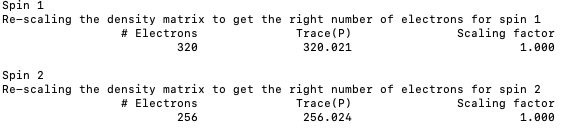 Spin 1
Re-scaling the density matrix to get the right number of electrons for spin 1
# Electrons Trace(P) Scaling factor
320 320.021 1.000
Spin 2
Re-scaling the density matrix to get the right number of electrons for spin 2
# Electrons Trace(P) Scaling factor
256 256.024 1.000